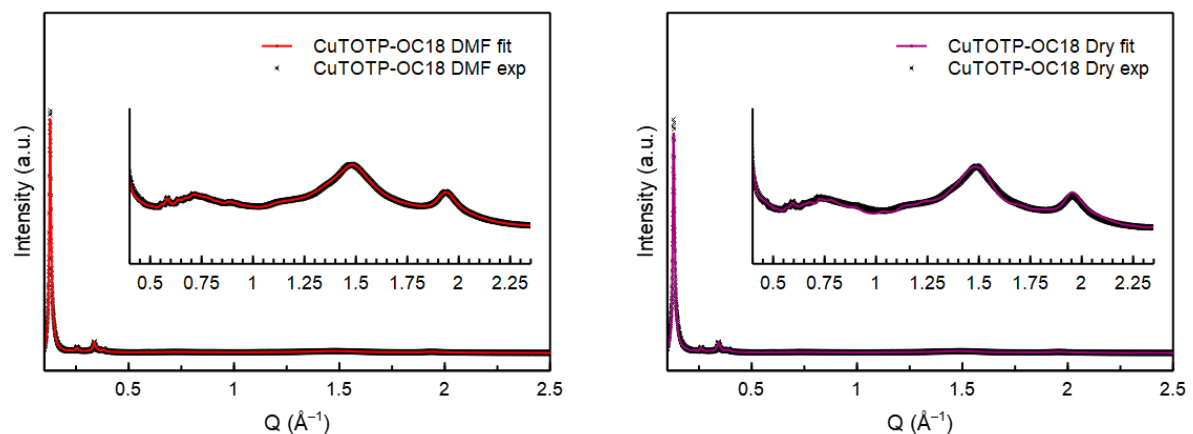 CuTOTP-OC18 DMF fit
CuTOTP-OC18 DMF exp
Intensity (a.u.)
0.5 0.75 1 1.25 1.5 1.75 2 2.25
0.5 1 1.5 2 2.5
Q (Å⁻¹)
CuTOTP-OC18 Dry fit
CuTOTP-OC18 Dry exp
Intensity (a.u.)
0.5 0.75 1 1.25 1.5 1.75 2 2.25
0.5 1 1.5 2 2.5
Q (Å⁻¹)